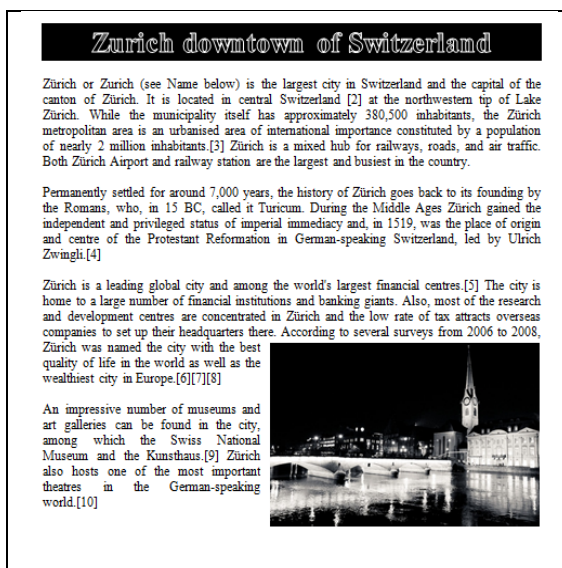 Zurich downtown of Switzerland
Zürich or Zurich (see Name below) is the largest city in Switzerland and the capital of the
canton of Zürich. It is located in central Switzerland [2] at the northwestern tip of Lake
Zürich. While the municipality itself has approximately 380,500 inhabitants, the Zürich
metropolitan area is an urbanised area of international importance constituted by a population
of nearly 2 million inhabitants.[3] Zürich is a mixed hub for railways, roads, and air traffic.
Both Zürich Airport and railway station are the largest and busiest in the country.
Permanently settled for around 7,000 years, the history of Zürich goes back to its founding by
the Romans, who, in 15 BC, called it Turicum. During the Middle Ages Zürich gained the
independent and privileged status of imperial immediacy and, in 1519, was the place of origin
and centre of the Protestant Reformation in German-speaking Switzerland, led by Ulrich
Zwingli.[4]
Zürich is a leading global city and among the world's largest financial centres.[5] The city is
home to a large number of financial institutions and banking giants. Also, most of the research
and development centres are concentrated in Zürich and the low rate of tax attracts overseas
companies to set up their headquarters there. According to several surveys from 2006 to 2008,
Zürich was named the city with the best
quality of life in the world as well as the
wealthiest city in Europe.[6][7][8]
An impressive number of museums and
art galleries can be found in the city,
among which the Swiss National
Museum and the Kunsthaus.[9] Zürich
also hosts one of the most important
theatres in the German-speaking
world.[10]